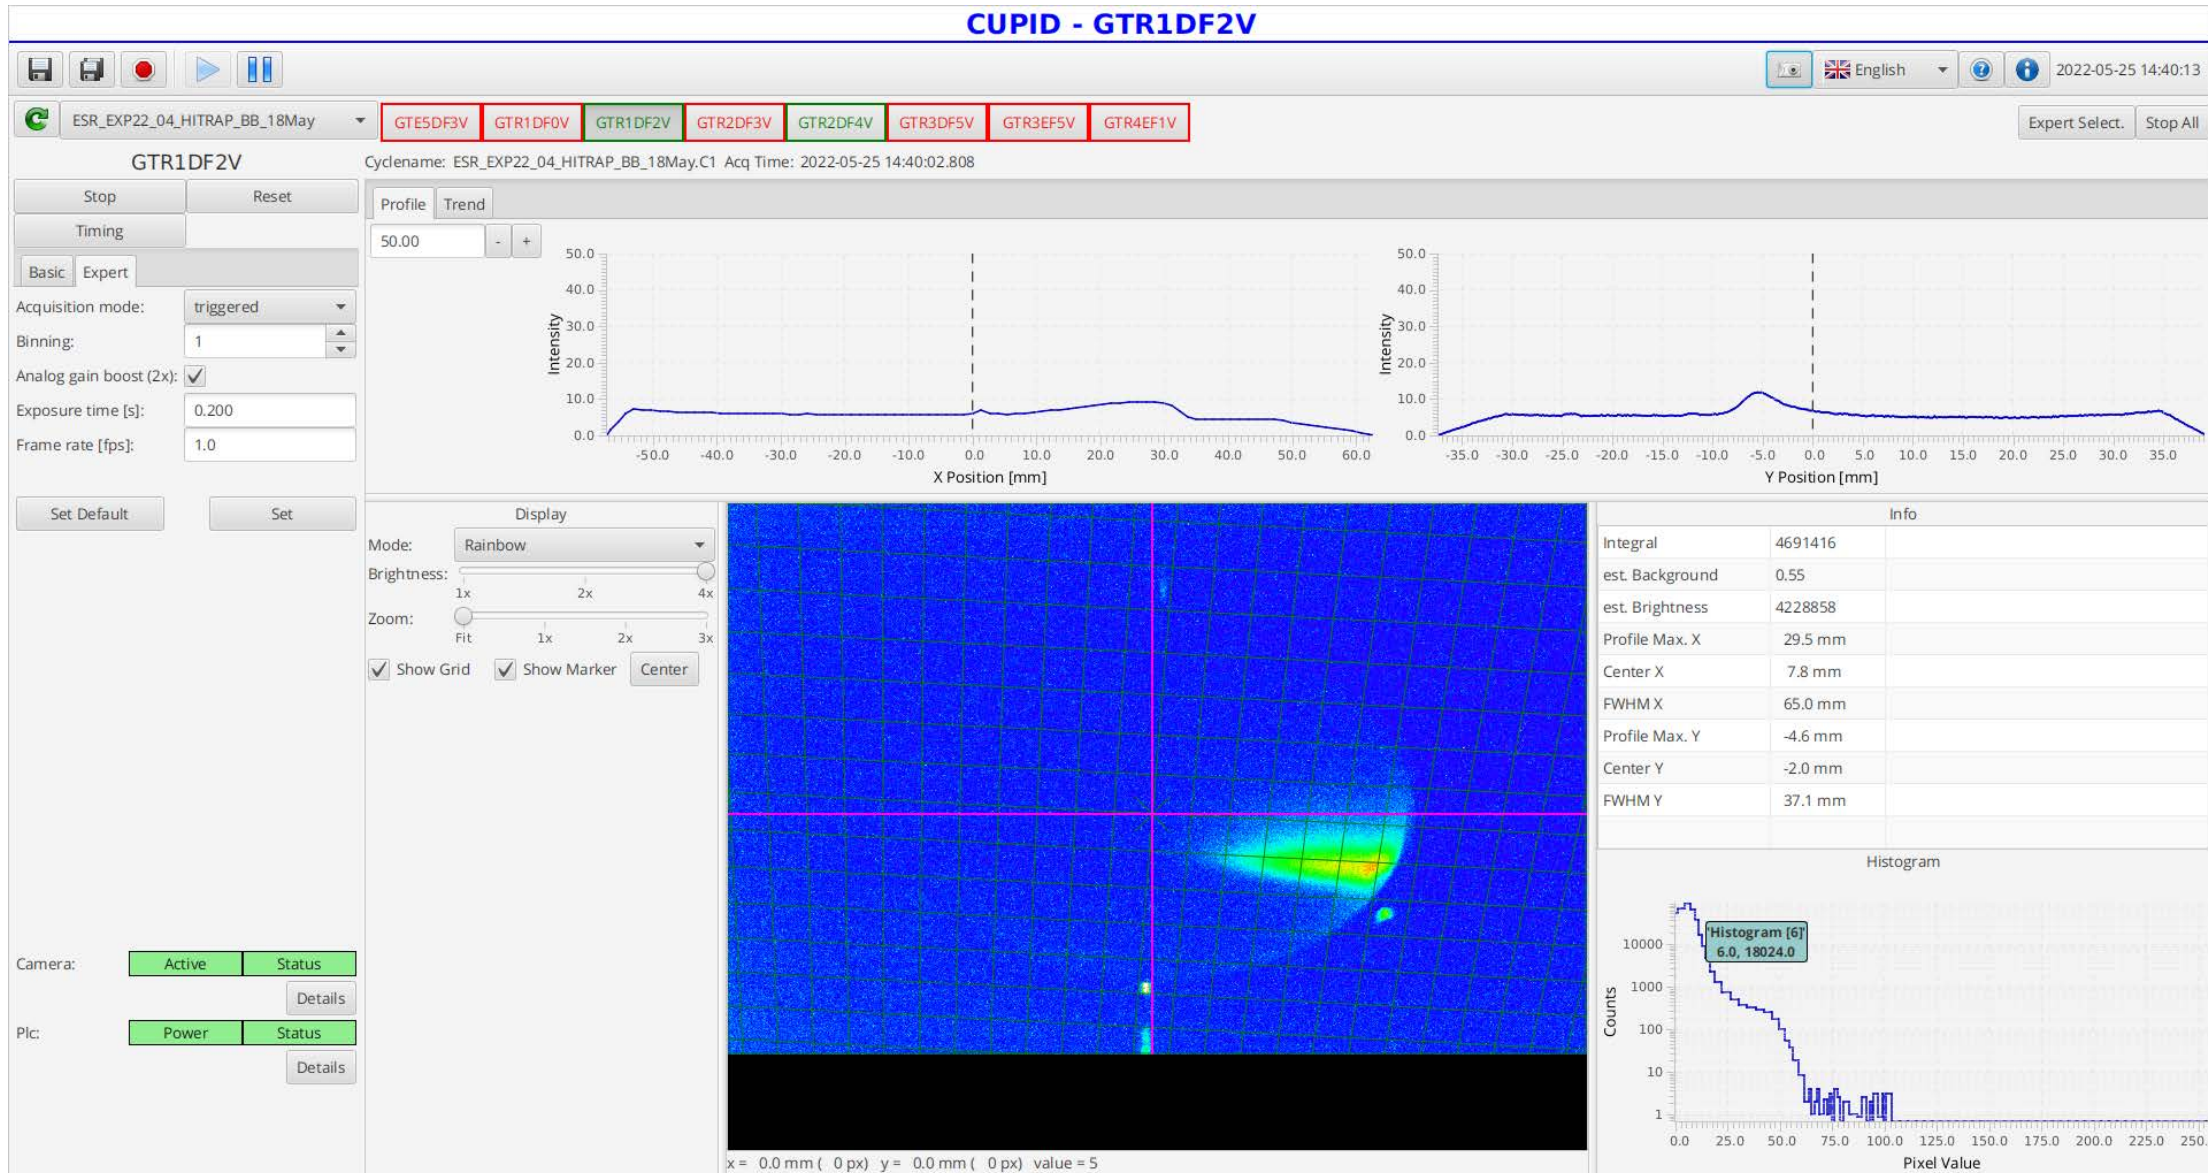 CUPID - GTR1DF2V
English
2022-05-25 14:40:13
ESR_EXP22_04_HITRAP_BB_18May
GTE5DF3V GTR1DF0V GTR1DF2V GTR2DF3V GTR2DF4V GTR3DF5V GTR3EF5V GTR4EF1V
Expert Select. Stop All
GTR1DF2V
Cyclename: ESR_EXP22_04_HITRAP_BB_18May.C1 Acq Time: 2022-05-25 14:40:02.808
Stop Reset
Timing
Basic Expert
Acquisition mode: triggered
Binning: 1
Analog gain boost (2x):
Exposure time [s]: 0.200
Frame rate [fps]: 1.0
Set Default Set
Profile Trend
50.00 - +
50.0
40.0
30.0
20.0
10.0
0.0
Intensity
-50.0 -40.0 -30.0 -20.0 -10.0 0.0 10.0 20.0 30.0 40.0 50.0 60.0
X Position [mm]
50.0
40.0
30.0
20.0
10.0
0.0
Intensity
-35.0 -30.0 -25.0 -20.0 -15.0 -10.0 -5.0 0.0 5.0 10.0 15.0 20.0 25.0 30.0 35.0
Y Position [mm]
Display
Mode: Rainbow
Brightness:
1x 2x 4x
Zoom:
Fit 1x 2x 3x
Show Grid Show Marker Center
Info
Integral 4691416
est. Background 0.55
est. Brightness 4228858
Profile Max. X 29.5 mm
Center X 7.8 mm
FWHM X 65.0 mm
Profile Max. Y -4.6 mm
Center Y -2.0 mm
FWHM Y 37.1 mm
Histogram
'Histogram [6]'
6.0, 18024.0
10000
1000
100
10
1
Counts
0.0 25.0 50.0 75.0 100.0 125.0 150.0 175.0 200.0 225.0 250.
Pixel Value
Camera: Active Status
Details
Plc: Power Status
Details
x = 0.0 mm ( 0 px) y = 0.0 mm ( 0 px) value = 5